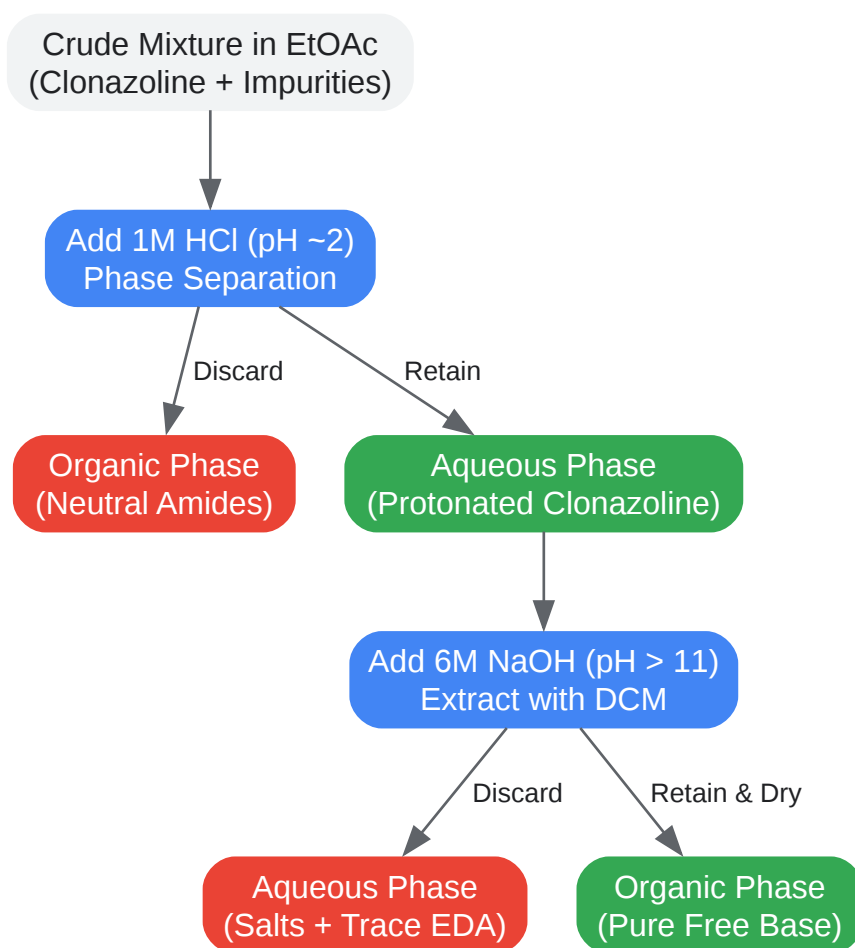 Crude Mixture in EtOAc
(Clonazoline + Impurities)
Add 1M HCl (pH ~2)
Phase Separation
Discard
Retain
Organic Phase
(Neutral Amides)
Aqueous Phase
(Protonated Clonazoline)
Add 6M NaOH (pH > 11)
Extract with DCM
Discard
Retain & Dry
Aqueous Phase
(Salts + Trace EDA)
Organic Phase
(Pure Free Base)